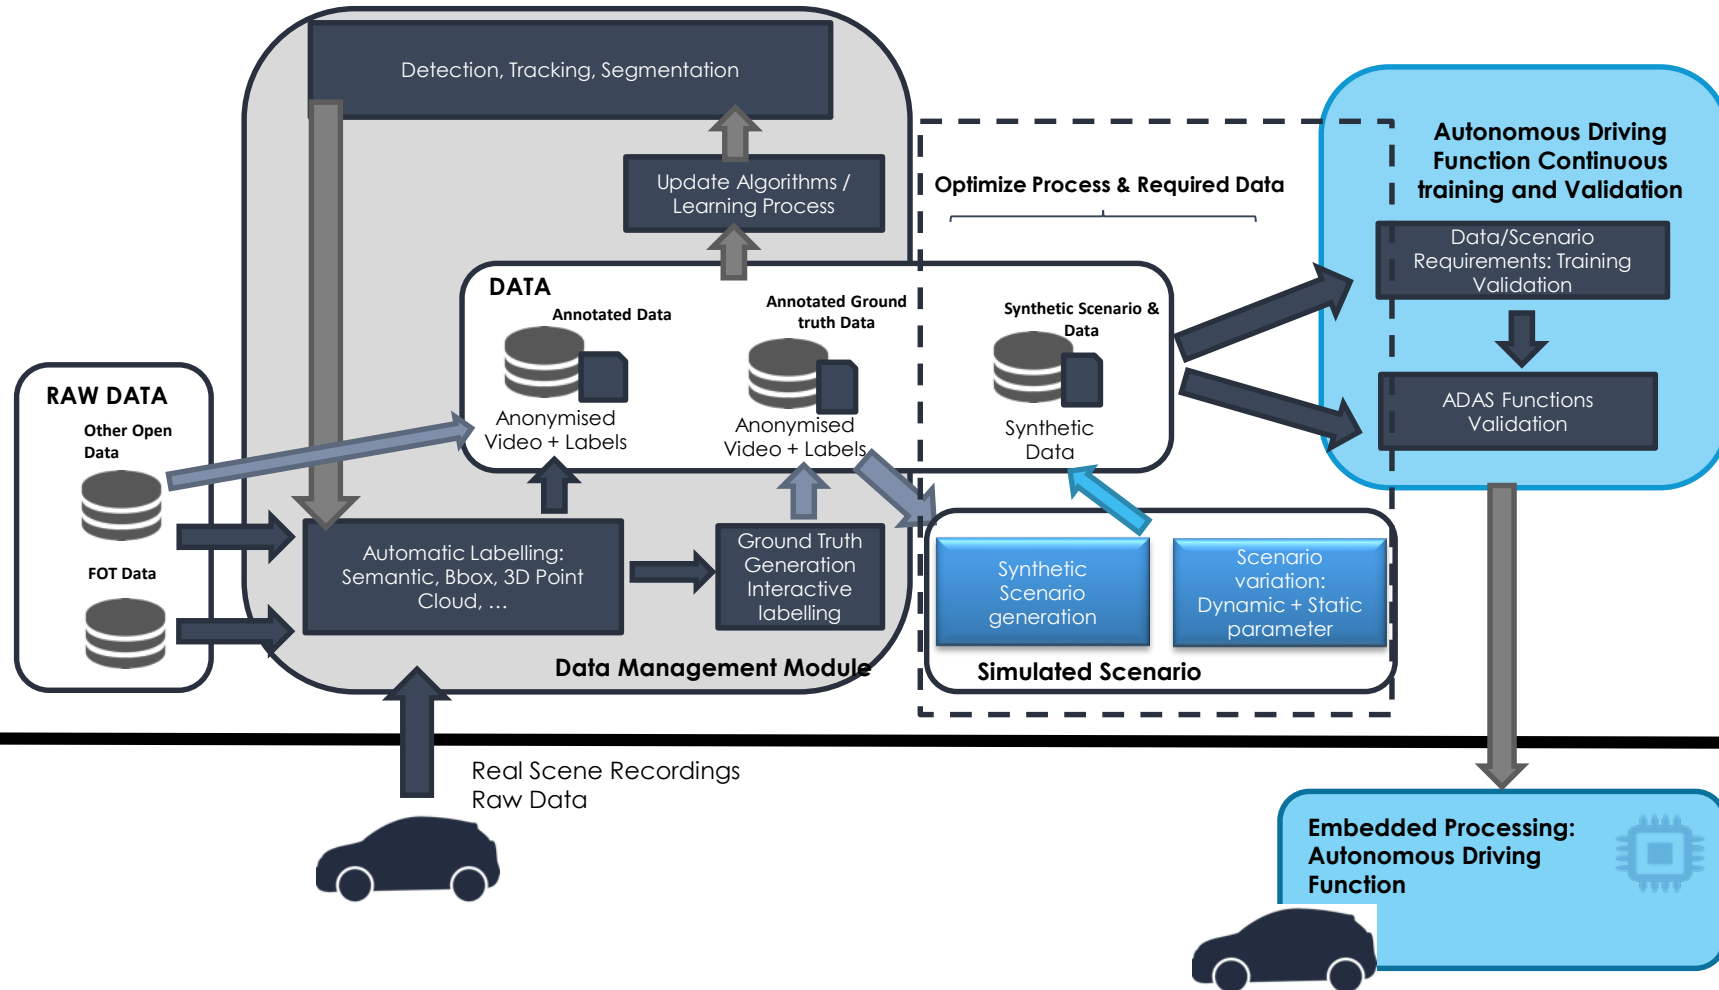 Detection, Tracking, Segmentation
Update Algorithms /
Learning Process
Optimize Process & Required Data
Autonomous Driving
Function Continuous
training and Validation
Data/Scenario
Requirements: Training
Validation
ADAS Functions
Validation
DATA
Annotated Data
Anonymised
Video + Labels
Annotated Ground
truth Data
Anonymised
Video + Labels
Synthetic Scenario &
Data
Synthetic
Data
RAW DATA
Other Open
Data
FOT Data
Automatic Labelling:
Semantic, Bbox, 3D Point
Cloud, ...
Ground Truth
Generation
Interactive
labelling
Data Management Module
Synthetic
Scenario
generation
Scenario
variation:
Dynamic + Static
parameter
Simulated Scenario
Real Scene Recordings
Raw Data
Embedded Processing:
Autonomous Driving
Function